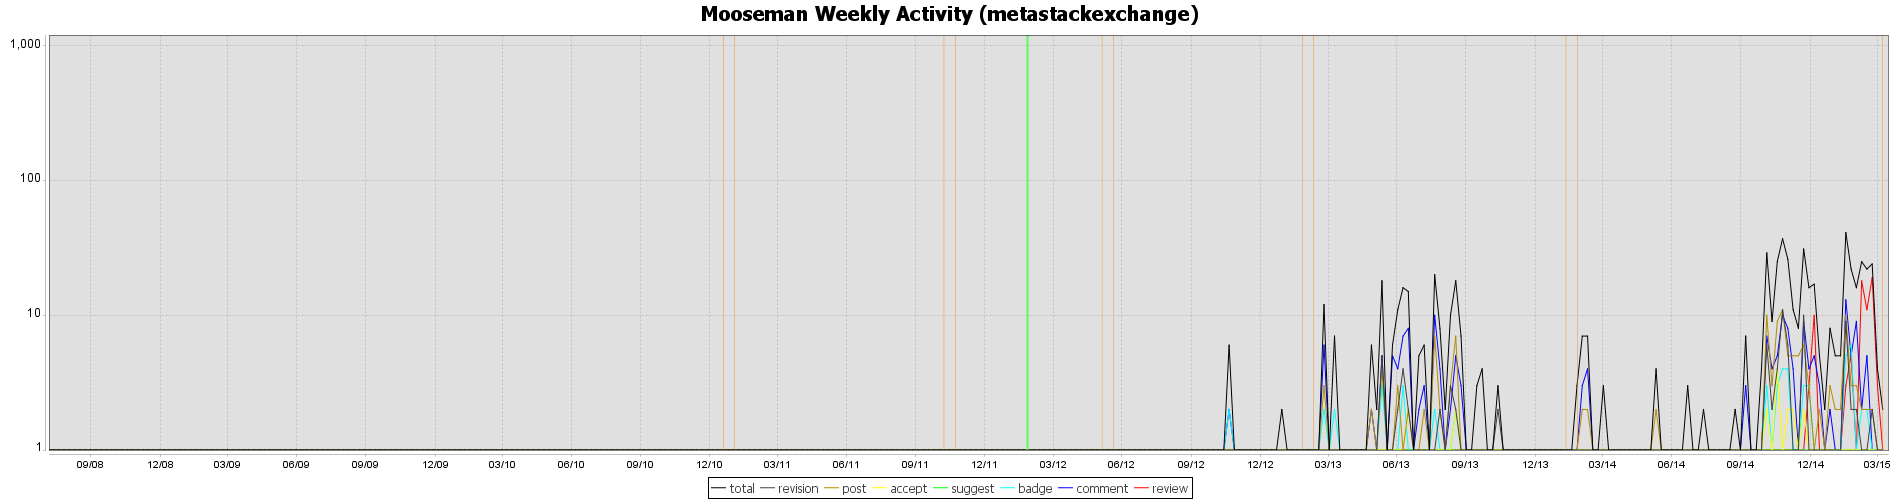 Mooseman Weekly Activity (metastackexchange)
1,000
100
10
1
09/08 12/08 03/09 06/09 09/09 12/09 03/10 06/10 09/10 12/10 03/11 06/11 09/11 12/11 03/12 06/12 09/12 12/12 03/13 06/13 09/13 12/13 03/14 06/14 09/14 12/14 03/15
total revision post accept suggest badge comment review